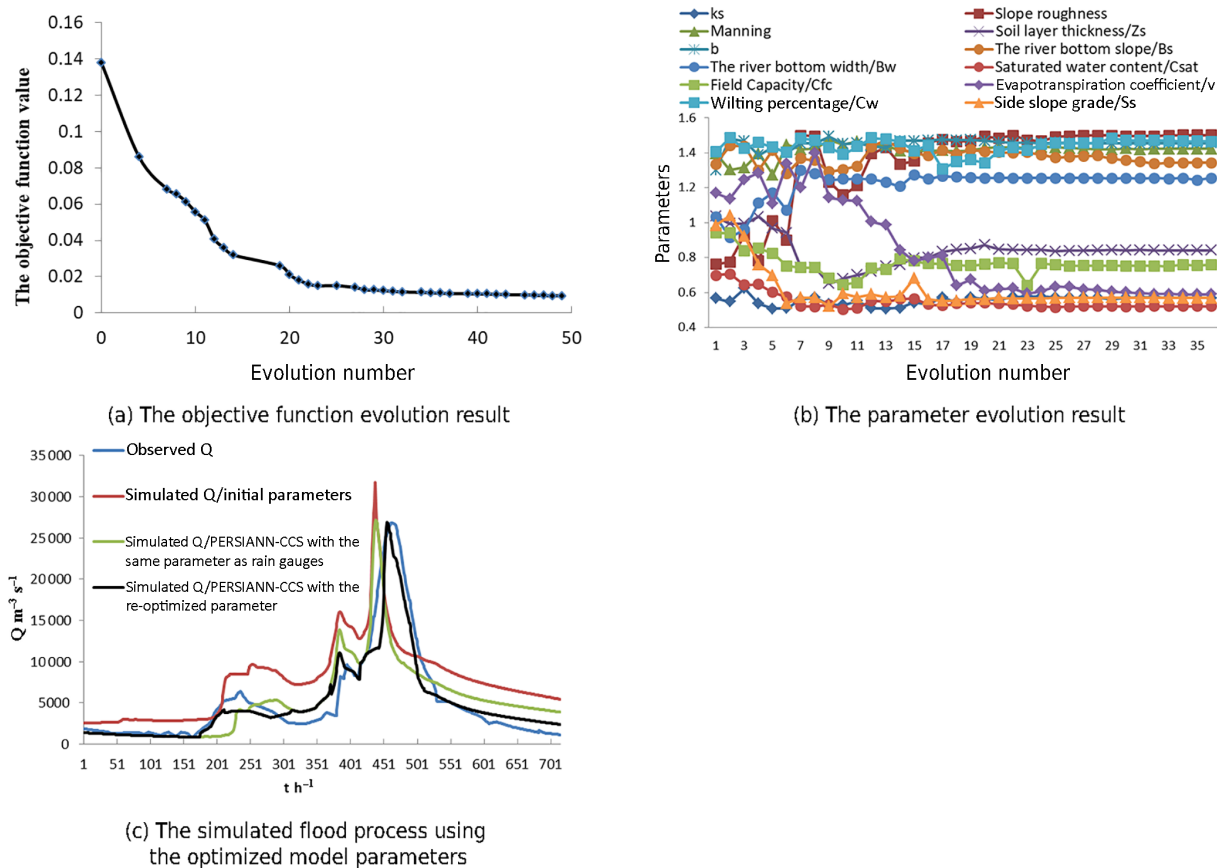 The objective function value
0.16
0.14
0.12
0.1
0.08
0.06
0.04
0.02
0
0 10 20 30 40 50
Evolution number
(a) The objective function evolution result
ks
Slope roughness
Manning
Soil layer thickness/Zs
b
The river bottom slope/Bs
The river bottom width/Bw
Saturated water content/Csat
Field Capacity/Cfc
Evapotranspiration coefficient/v
Wilting percentage/Cw
Side slope grade/Ss
Parameters
1.6
1.4
1.2
1
0.8
0.6
0.4
1 3 5 7 9 11 13 15 17 19 21 23 25 27 29 31 33 35
Evolution number
(b) The parameter evolution result
Observed Q
Simulated Q/initial parameters
Simulated Q/PERSIANN-CCS with the
same parameter as rain gauges
Simulated Q/PERSIANN-CCS with the
re-optimized parameter
Q m⁻³ s⁻¹
35 000
30 000
25 000
20 000
15 000
10 000
5000
0
1 51 101 151 201 251 301 351 401 451 501 551 601 651 701
t h⁻¹
(c) The simulated flood process using
the optimized model parameters